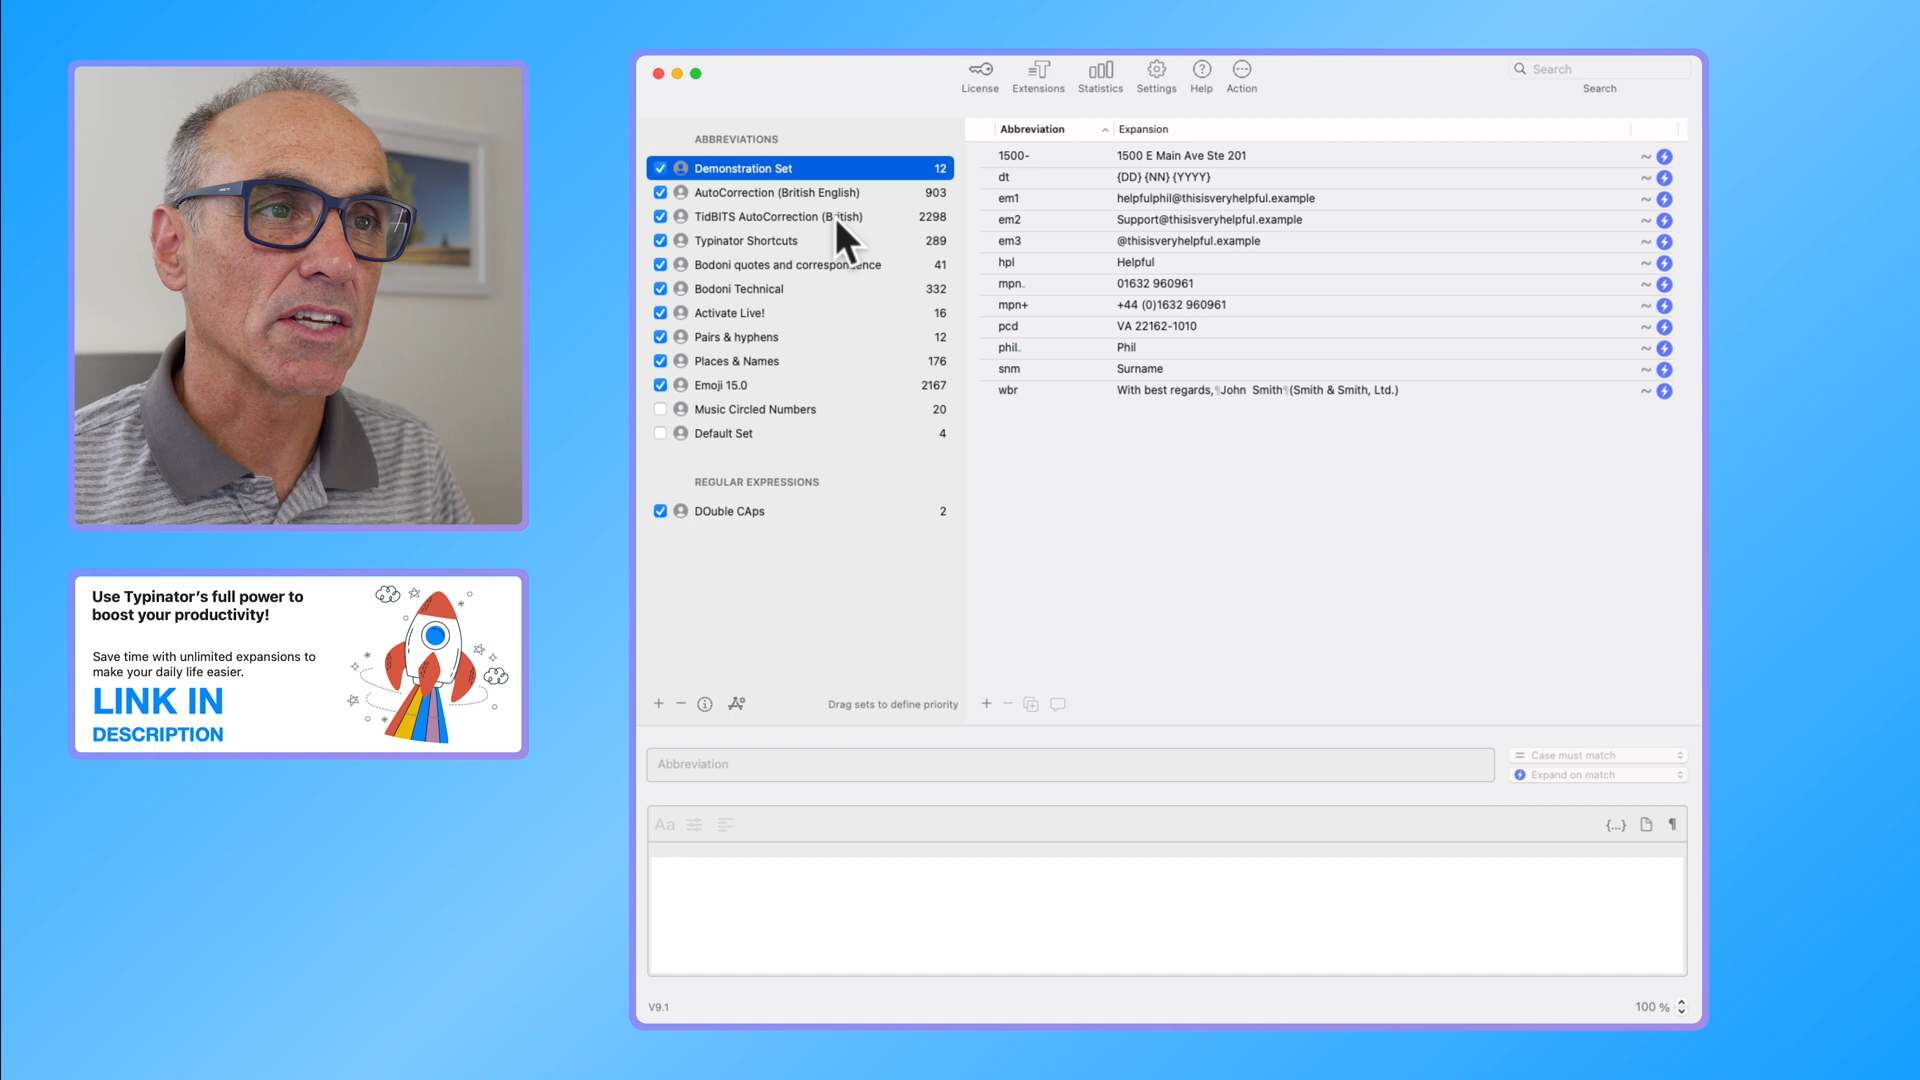 License
Extensions
Statistics
Settings
Help
Action
Search
Search
ABBREVIATIONS
Demonstration Set 12
AutoCorrection (British English) 903
TidBITS AutoCorrection (British) 2298
Typinator Shortcuts 289
Bodoni quotes and correspondence 41
Bodoni Technical 332
Activate Live! 16
Pairs & hyphens 12
Places & Names 176
Emoji 15.0 2167
Music Circled Numbers 20
Default Set 4
REGULAR EXPRESSIONS
DOuble CAps 2
Drag sets to define priority
Abbreviation Expansion
1500- 1500 E Main Ave Ste 201
dt {DD} {NN} {YYYY}
em1 helpfulphil@thisisveryhelpful.example
em2 Support@thisisveryhelpful.example
em3 @thisisveryhelpful.example
hpl Helpful
mpn.. 01632 960961
mpn+ +44 (0)1632 960961
pcd VA 22162-1010
phil.. Phil
snm Surname
wbr With best regards,¶John Smith¶(Smith & Smith, Ltd.)
Abbreviation
Case must match
Expand on match
Aa
{...} ¶
V9.1
100 %
Use Typinator’s full power to
boost your productivity!
Save time with unlimited expansions to
make your daily life easier.
LINK IN
DESCRIPTION